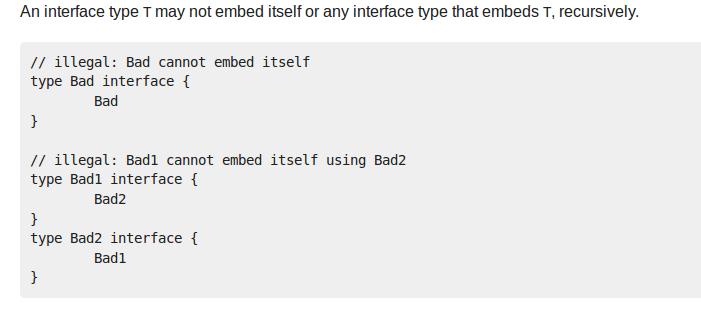 An interface type T may not embed itself or any interface type that embeds T, recursively.
// illegal: Bad cannot embed itself
type Bad interface {
        Bad
}
// illegal: Bad1 cannot embed itself using Bad2
type Bad1 interface {
        Bad2
}
type Bad2 interface {
        Bad1
}